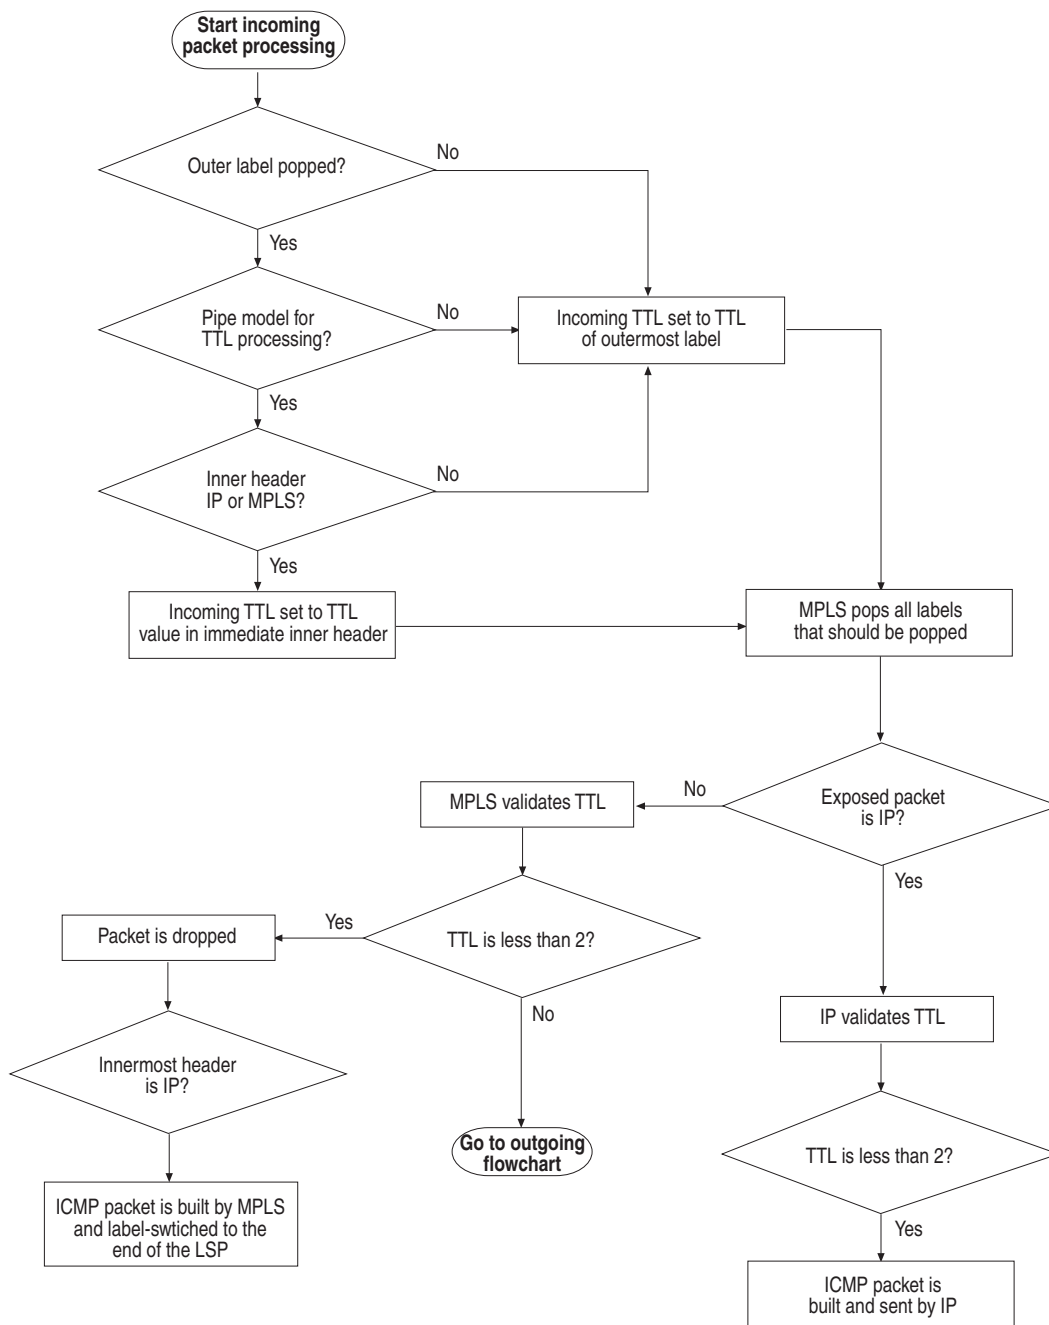 Start incoming
packet processing
Outer label popped?
No
Yes
Pipe model for
TTL processing?
No
Incoming TTL set to TTL
of outermost label
Yes
Inner header
IP or MPLS?
No
Yes
Incoming TTL set to TTL
value in immediate inner header
MPLS pops all labels
that should be popped
Exposed packet
is IP?
No
MPLS validates TTL
Yes
TTL is less than 2?
Yes
Packet is dropped
No
IP validates TTL
Innermost header
is IP?
Go to outgoing
flowchart
TTL is less than 2?
ICMP packet is built by MPLS
and label-swtiched to the
end of the LSP
Yes
ICMP packet is
built and sent by IP